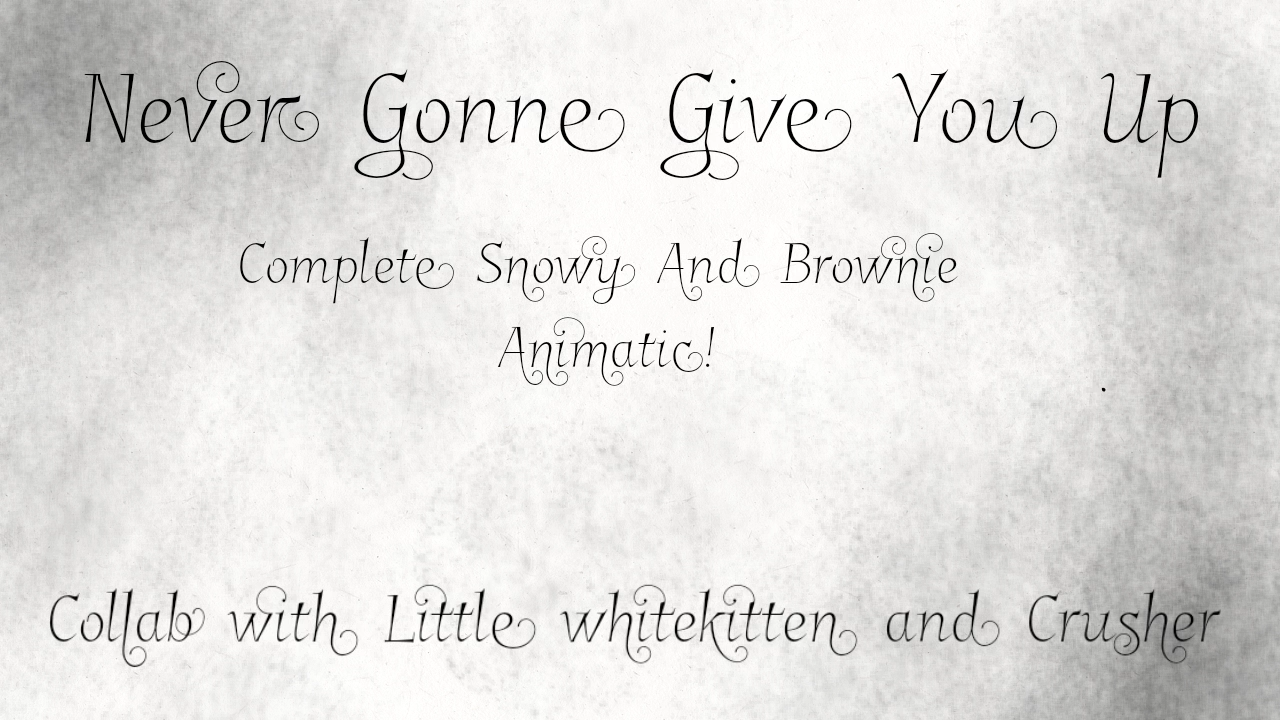 Never Gonne Give You Up
Complete Snowy And Brownie
Animatic!
Collab with Little whitekitten and Crusher